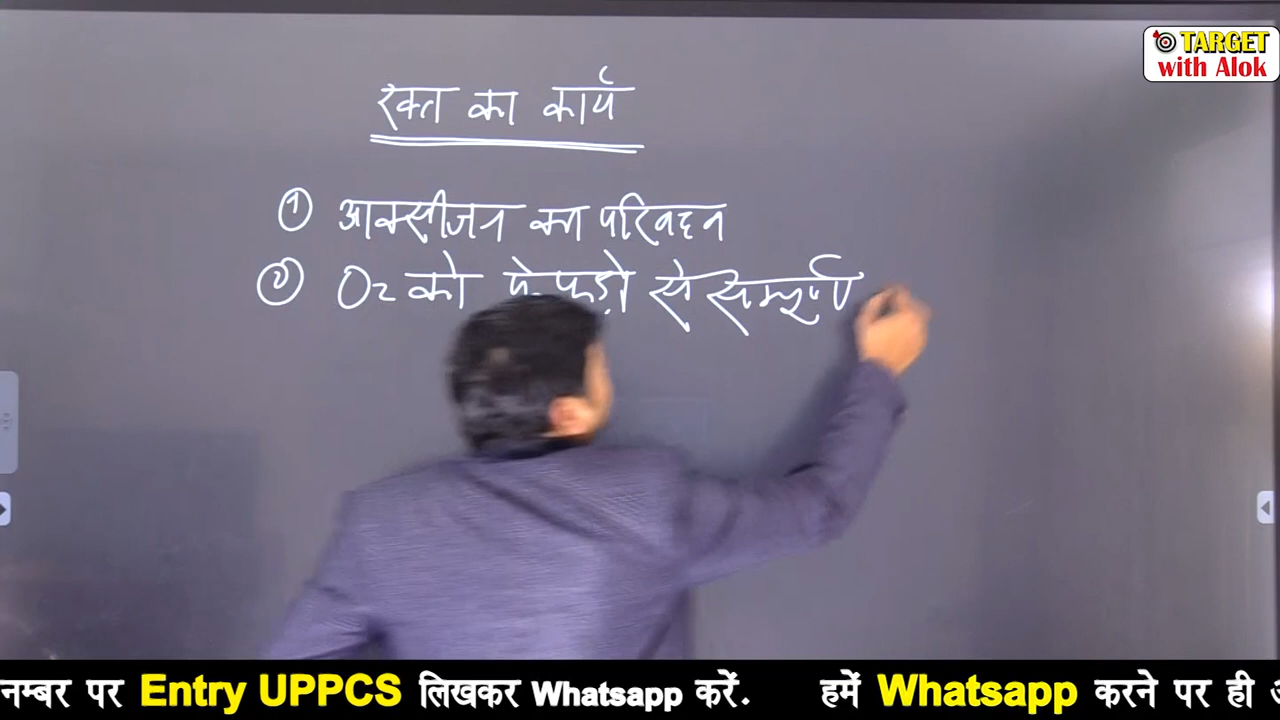 TARGET
with Alok
रक्त का कार्य
① आक्सीजन का परिवहन
② O2 को फेफड़ो से सम्पूर्ण
नम्बर पर Entry UPPCS लिखकर Whatsapp करें. हमें Whatsapp करने पर ही